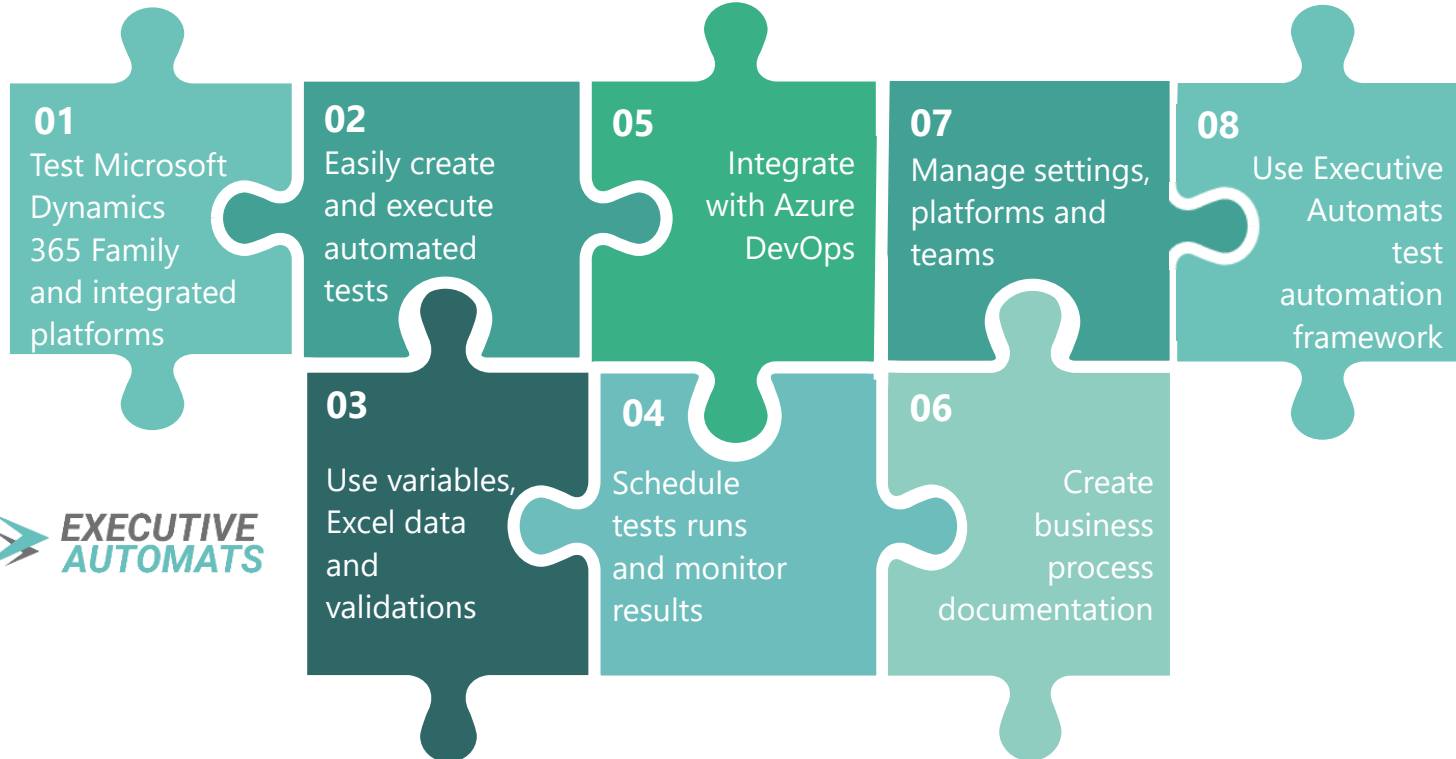 01
Test Microsoft
Dynamics
365 Family
and integrated
platforms
02
Easily create
and execute
automated
tests
03
Use variables,
Excel data
and
validations
04
Schedule
tests runs
and monitor
results
05
Integrate
with Azure
DevOps
06
Create
business
process
documentation
07
Manage settings,
platforms and
teams
08
Use Executive
Automats
test
automation
framework
EXECUTIVE
AUTOMATS